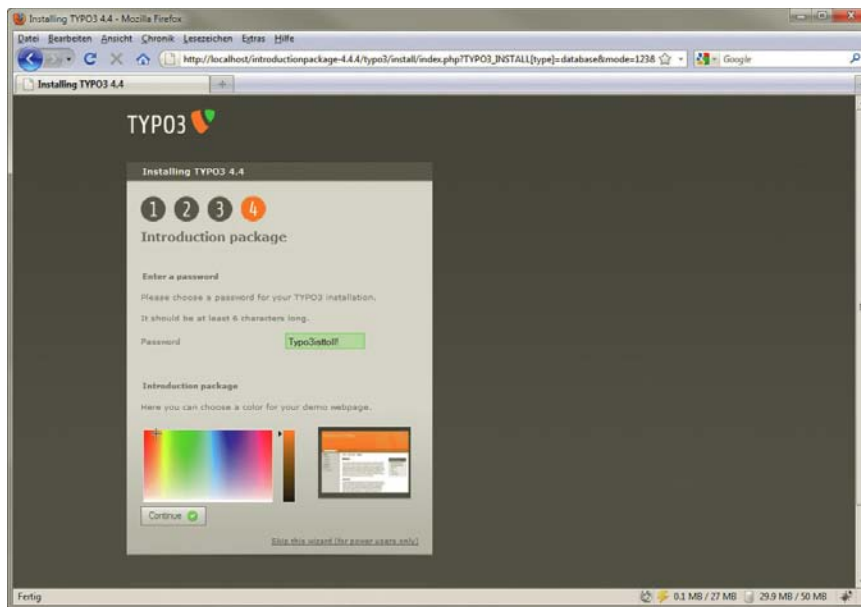 Installing TYPO3 4.4 - Mozilla Firefox
Datei Bearbeiten Ansicht Chronik Lesezeichen Extras Hilfe
http://localhost/introductionpackage-4.4.4/typo3/install/index.php?TYPO3_INSTALL[type]=database&mode=1238
Google
Installing TYPO3 4.4
TYPO3
Installing TYPO3 4.4
1 2 3 4
Introduction package
Enter a password
Please choose a password for your TYPO3 installation.
It should be at least 6 characters long.
Password Typo3isttoll!
Introduction package
Here you can choose a color for your demo webpage.
Continue
Skip this wizard (for power users only)
Fertig 0.1 MB / 27 MB 29.9 MB / 50 MB